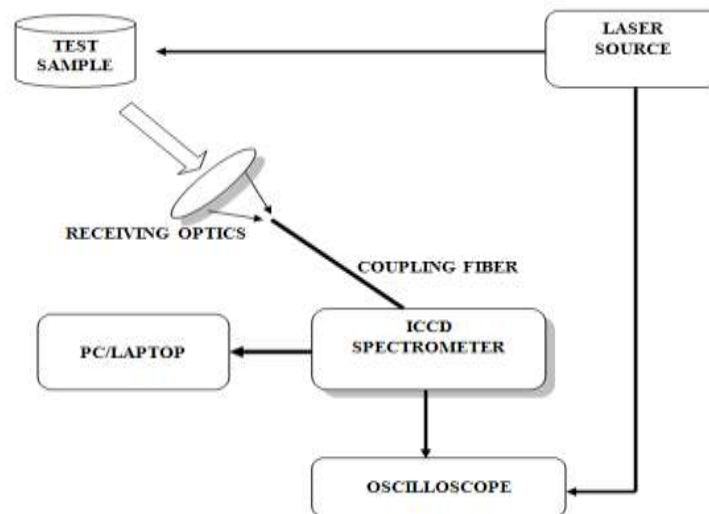 TEST
SAMPLE
LASER
SOURCE
RECEIVING OPTICS
COUPLING FIBER
ICCD
SPECTROMETER
PC/LAPTOP
OSCILLOSCOPE